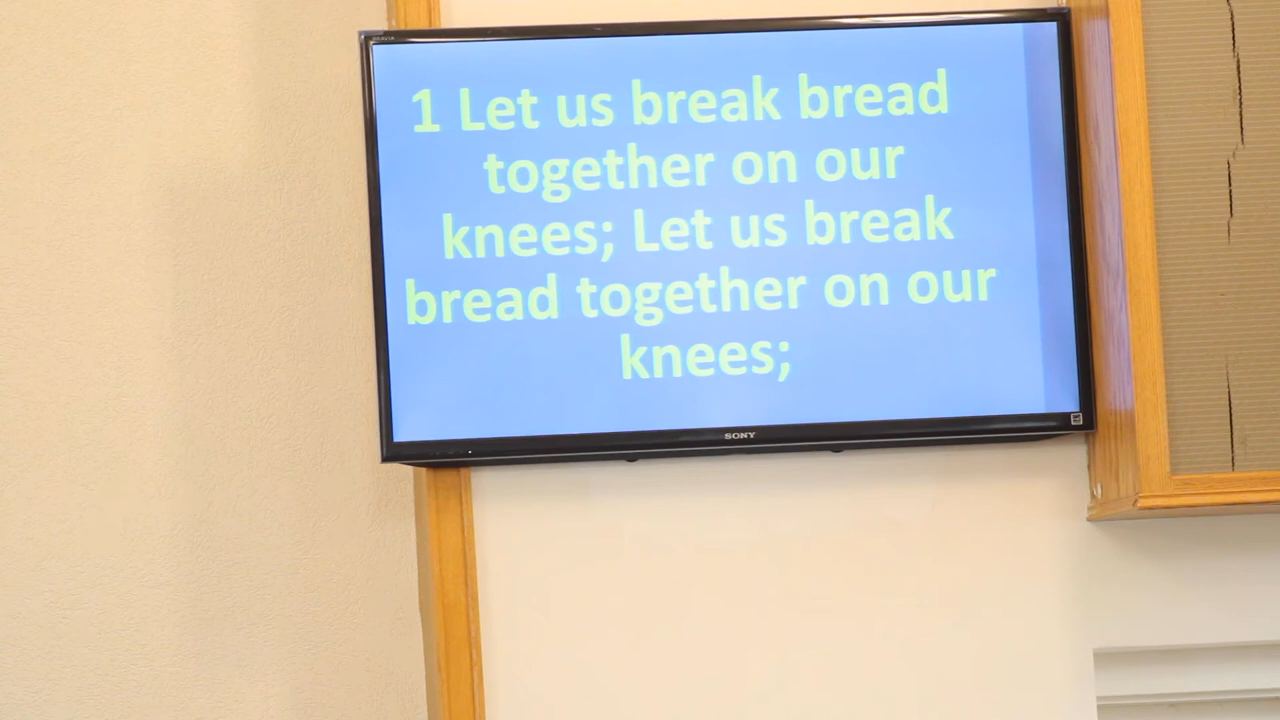 1 Let us break bread
together on our
knees; Let us break
bread together on our
knees;
SONY